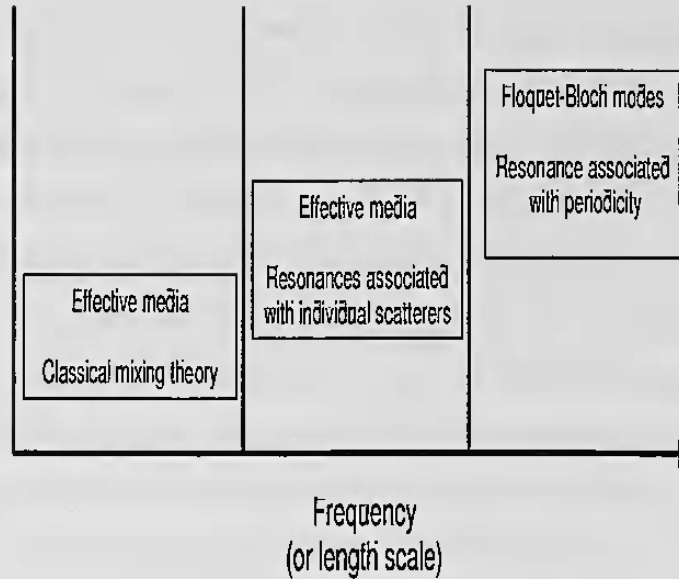 Floquet-Bloch modes
Resonance associated
with periodicity
Effective media
Resonances associated
with individual scatterers
Effective media
Classical mixing theory
Frequency
(or length scale)